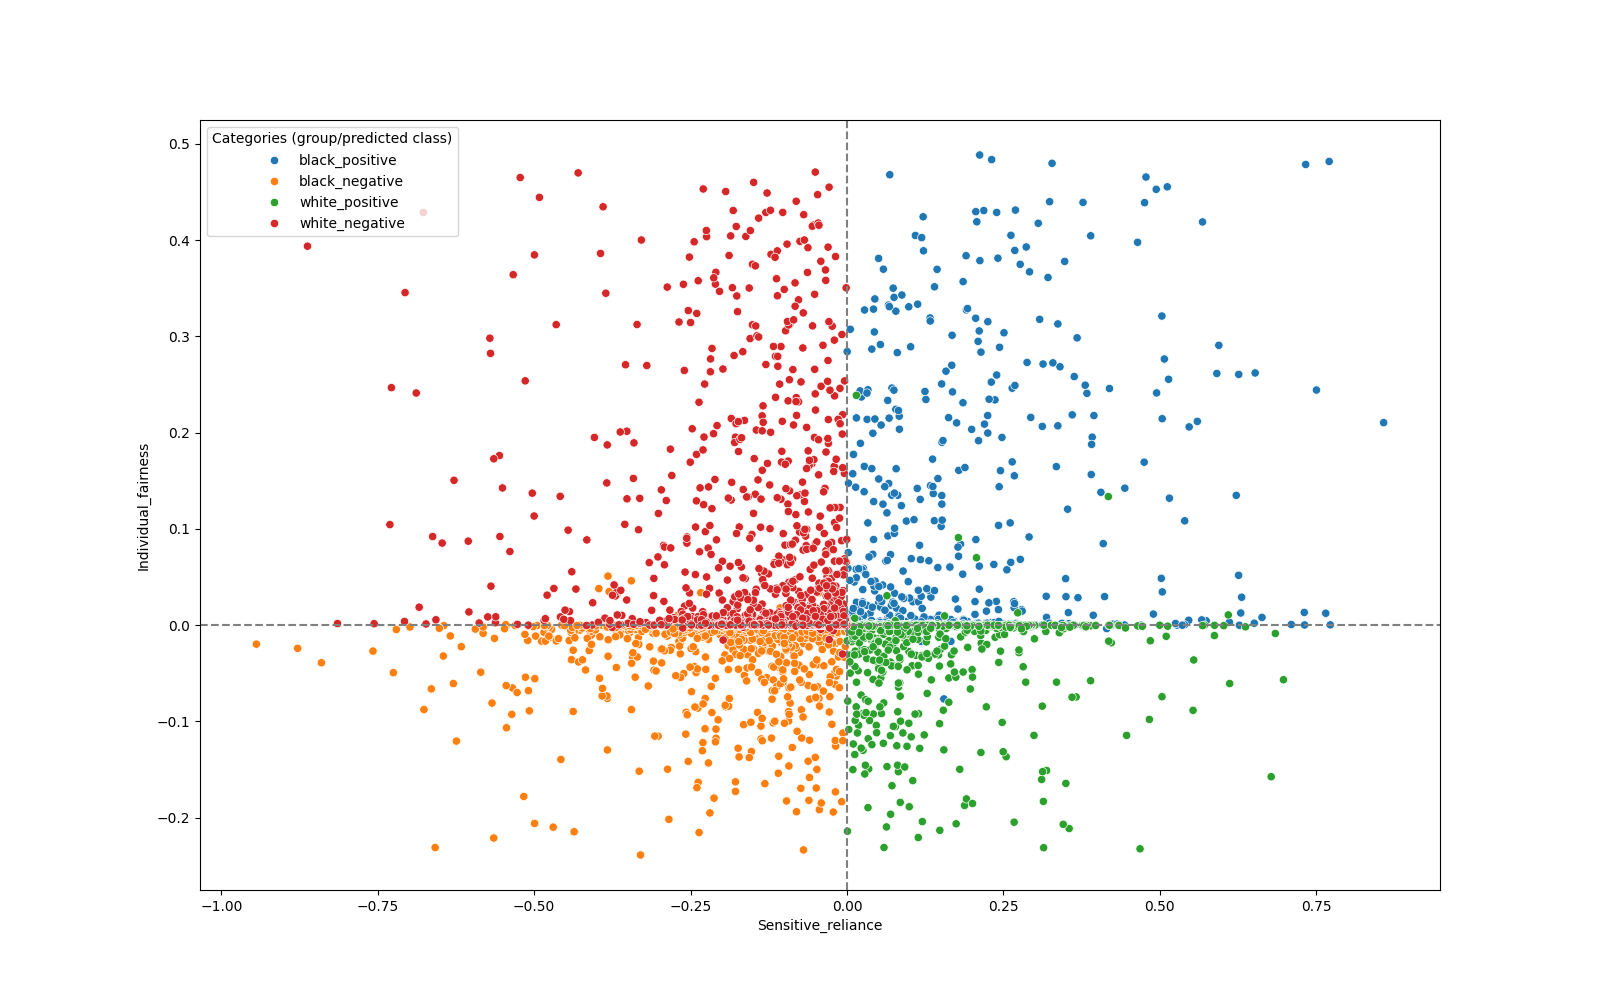 Categories (group/predicted class)
black_positive
black_negative
white_positive
white_negative
Individual_fairness
0.5
0.4
0.3
0.2
0.1
0.0
−0.1
−0.2
−1.00 −0.75 −0.50 −0.25 0.00 0.25 0.50 0.75
Sensitive_reliance